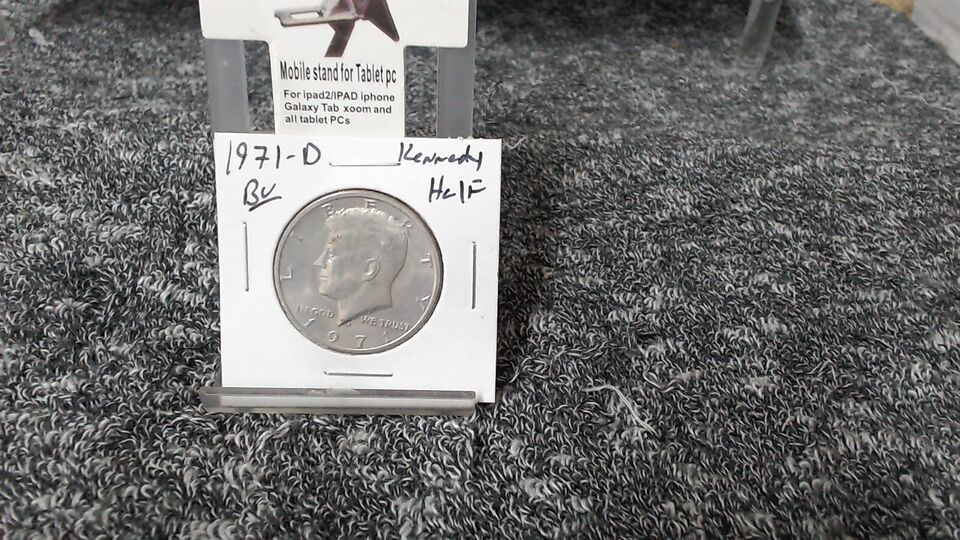 Mobile stand for Tablet pc
For ipad2/IPAD iphone
Galaxy Tab xoom and
all tablet PCs
1971-D Kennedy
BU Half
LIBERTY
IN GOD WE TRUST
1971